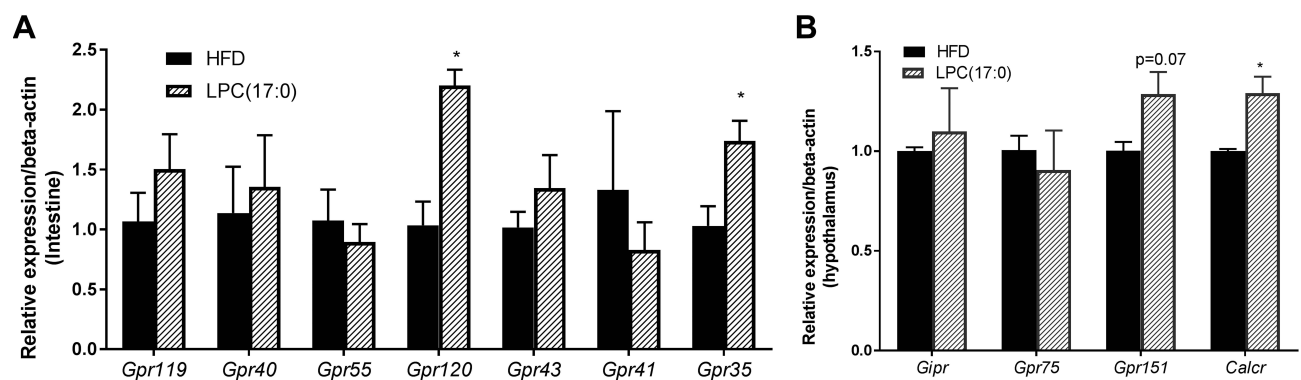 A
Relative expression/beta-actin
(Intestine)
2.5
2.0
1.5
1.0
0.5
0.0
HFD
LPC(17:0)
*
*
Gpr119 Gpr40 Gpr55 Gpr120 Gpr43 Gpr41 Gpr35
B
Relative expression/beta-actin
(hypothalamus)
1.5
1.0
0.5
0.0
HFD
LPC(17:0)
p=0.07
*
Gipr Gpr75 Gpr151 Calcr